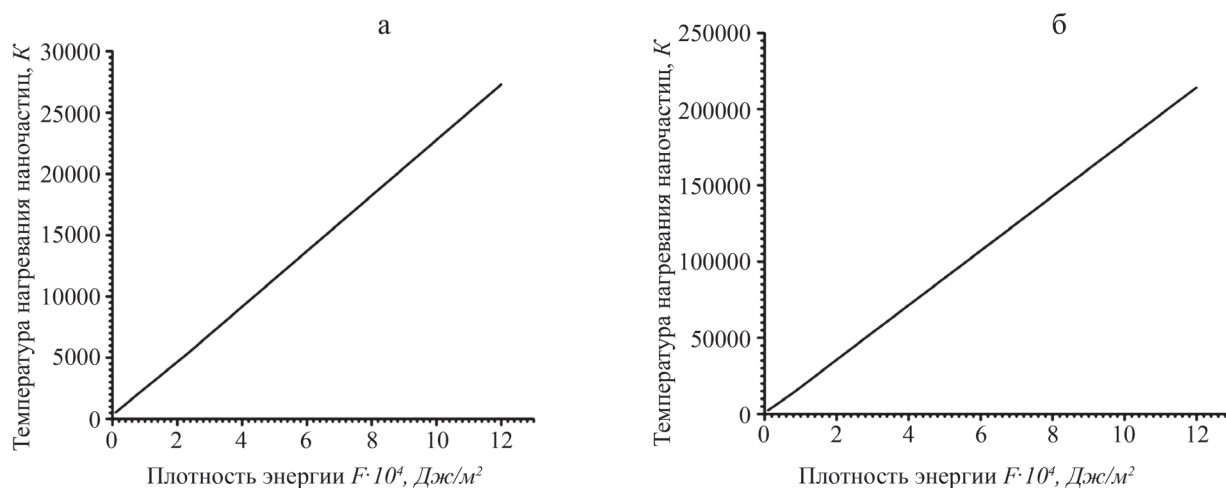 а
Температура нагревания наночастиц, К
30000
25000
20000
15000
10000
5000
0
0 2 4 6 8 10 12
Плотность энергии F·10⁴, Дж/м²
б
Температура нагревания наночастиц, К
250000
200000
150000
100000
50000
0
0 2 4 6 8 10 12
Плотность энергии F·10⁴, Дж/м²